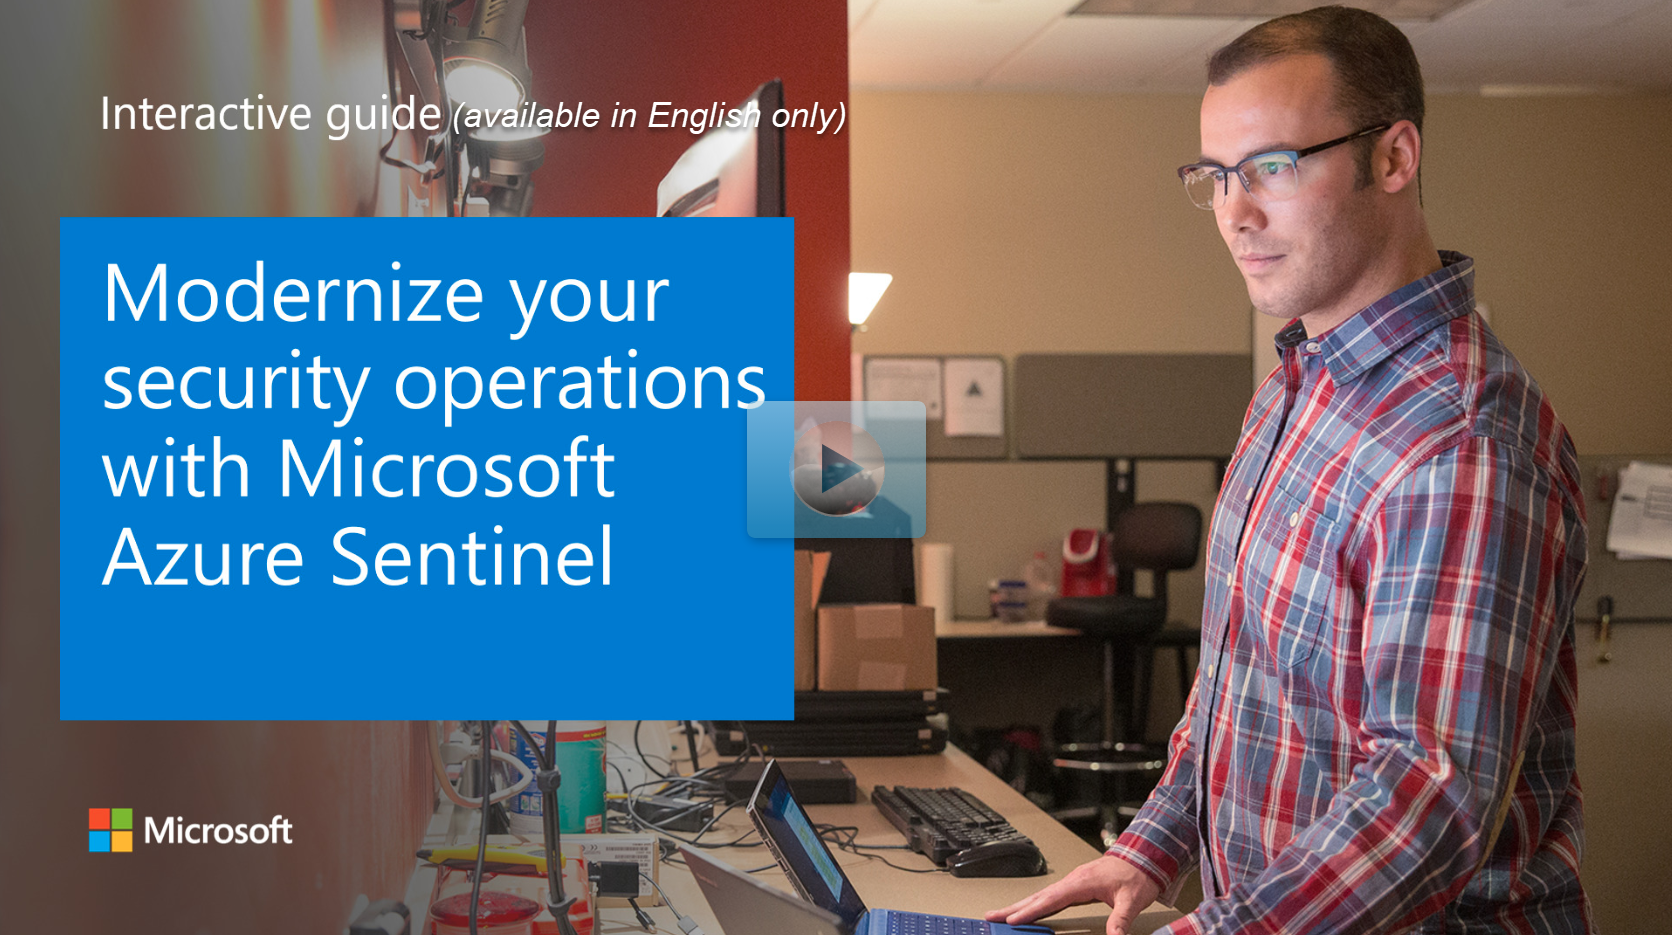 Interactive guide (available in English only)
Modernize your
security operations
with Microsoft
Azure Sentinel
Microsoft